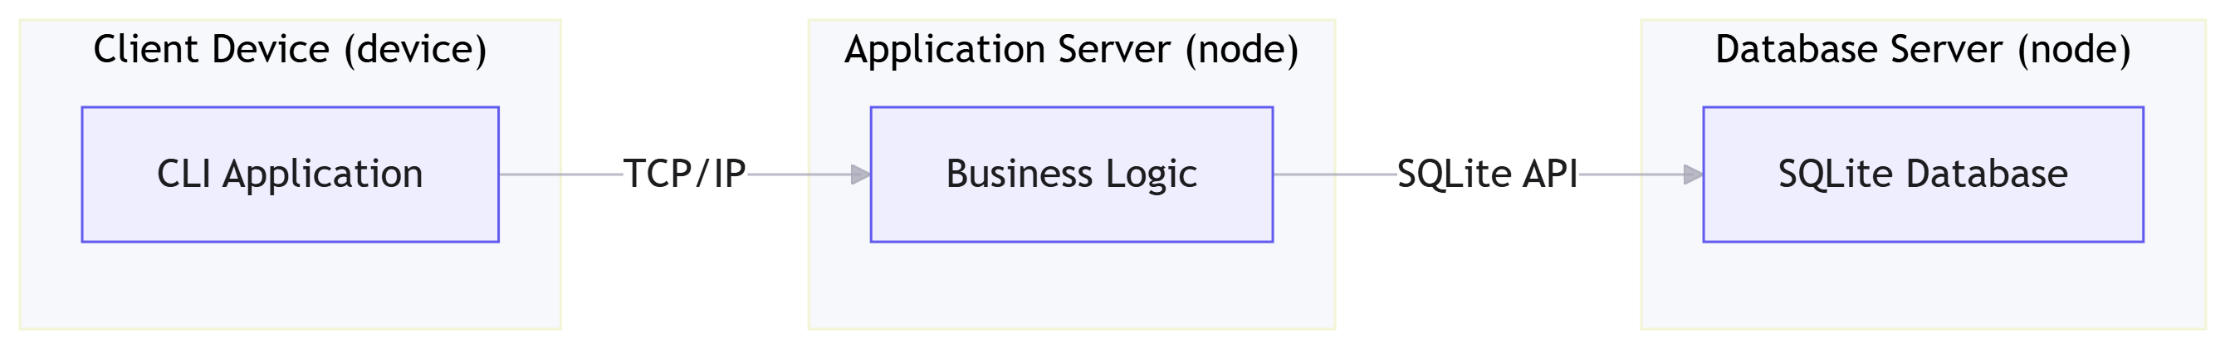 Client Device (device)
CLI Application
TCP/IP
Application Server (node)
Business Logic
SQLite API
Database Server (node)
SQLite Database